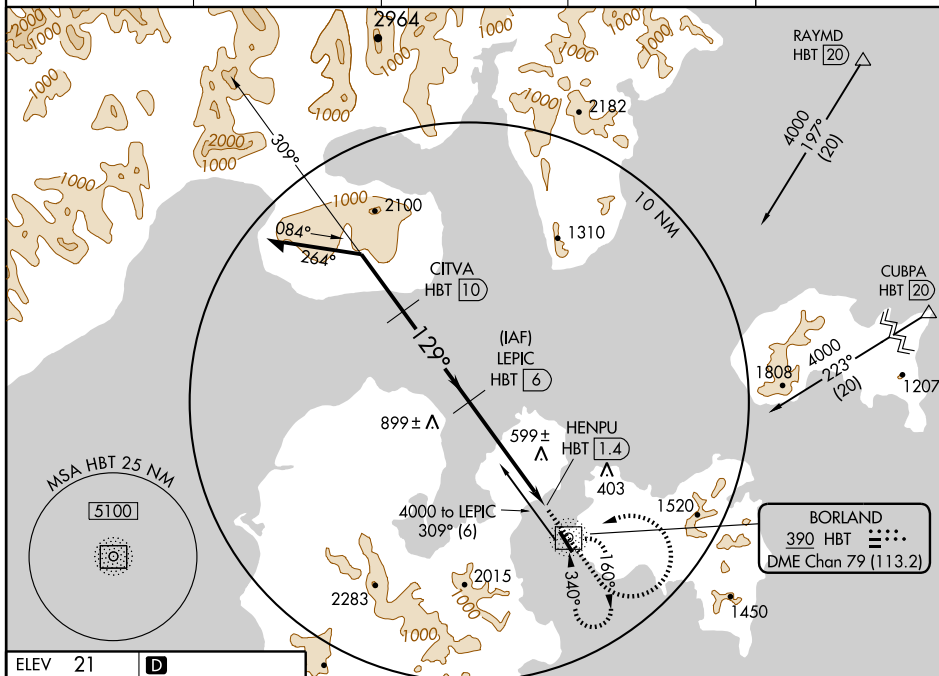 2000
1000
1000
2964
1000
1000
1000
1000
1000
2182
RAYMD
HBT 20
4000
197°
(20)
309°
2000
1000
1000
1000
2100
10 NM
1310
084°
264°
CITVA
HBT 10
CUBPA
HBT 20
129°
(IAF)
LEPIC
HBT 6
4000
223°
(20)
1808
1207
899±
599±
HENPU
HBT 1.4
403
MSA HBT 25 NM
5100
4000 to LEPIC
309° (6)
1520
BORLAND
390 HBT
DME Chan 79 (113.2)
160°
340°
2283
2015
1000
1000
1450
ELEV 21 D